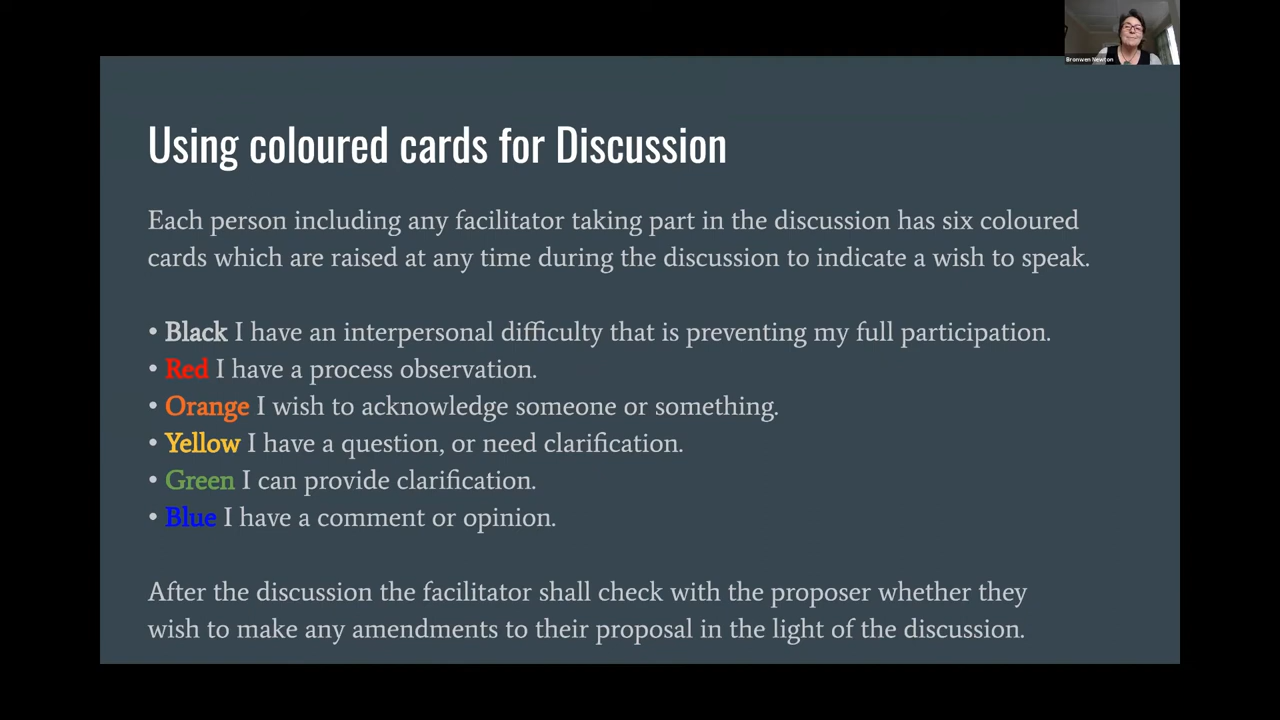 Bronwen Newton
Using coloured cards for Discussion
Each person including any facilitator taking part in the discussion has six coloured
cards which are raised at any time during the discussion to indicate a wish to speak.
• Black I have an interpersonal difficulty that is preventing my full participation.
• Red I have a process observation.
• Orange I wish to acknowledge someone or something.
• Yellow I have a question, or need clarification.
• Green I can provide clarification.
• Blue I have a comment or opinion.
After the discussion the facilitator shall check with the proposer whether they
wish to make any amendments to their proposal in the light of the discussion.